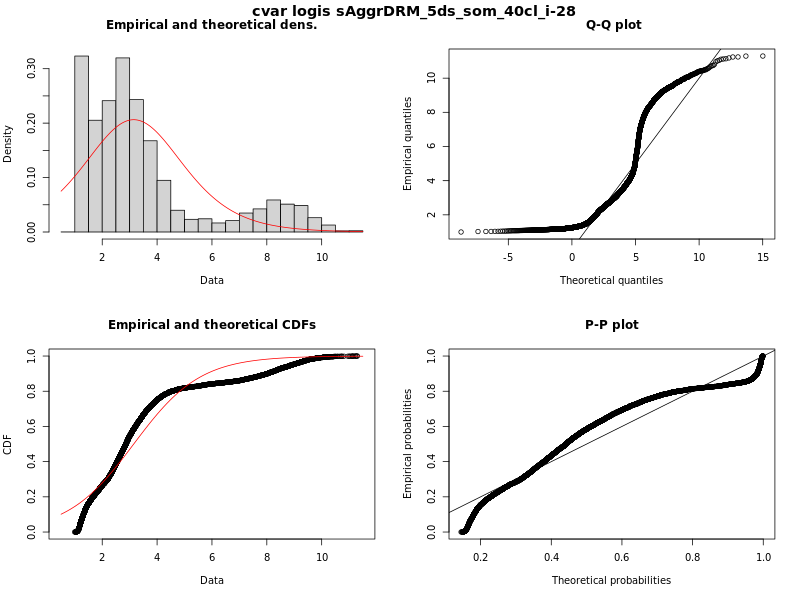 cvar logis sAggrDRM_5ds_som_40cl_i-28
Empirical and theoretical dens.
Density
0.00 0.10 0.20 0.30
2 4 6 8 10
Data
Q-Q plot
Empirical quantiles
2 4 6 8 10
-5 0 5 10 15
Theoretical quantiles
Empirical and theoretical CDFs
CDF
0.0 0.2 0.4 0.6 0.8 1.0
2 4 6 8 10
Data
P-P plot
Empirical probabilities
0.0 0.2 0.4 0.6 0.8 1.0
0.2 0.4 0.6 0.8 1.0
Theoretical probabilities